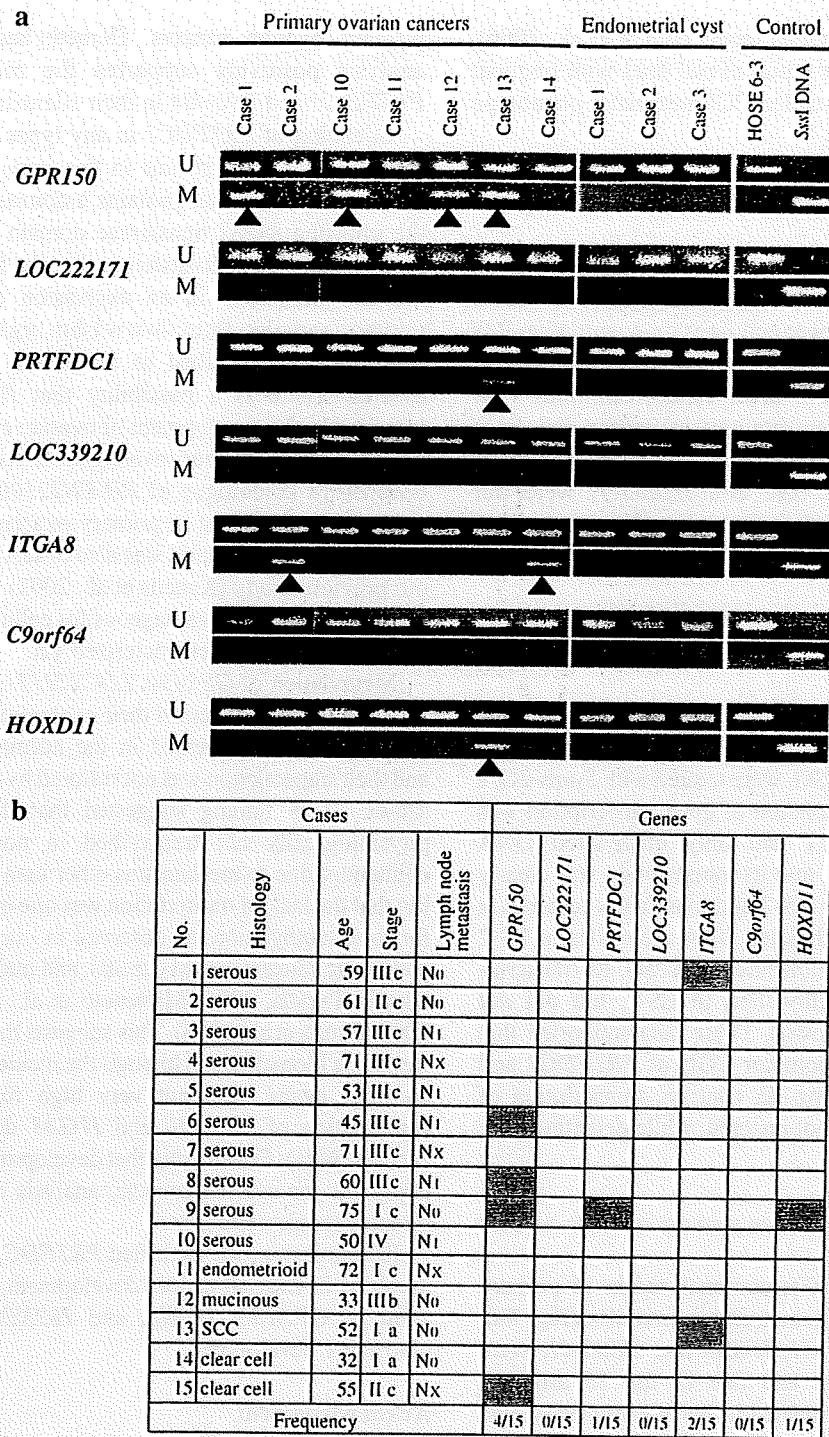 a
Primary ovarian cancers Endometrial cyst Control
Case 1 Case 2 Case 10 Case 11 Case 12 Case 13 Case 14 Case 1 Case 2 Case 3 HOSE 6-3 SssI DNA
GPR150 U
M
LOC222171 U
M
PRTFDC1 U
M
LOC339210 U
M
ITGA8 U
M
C9orf64 U
M
HOXD11 U
M
b
Cases Genes
No. Histology Age Stage Lymph node metastasis GPR150 LOC222171 PRTFDC1 LOC339210 ITGA8 C9orf64 HOXD11
1 serous 59 IIIc N0
2 serous 61 IIc N0
3 serous 57 IIIc N1
4 serous 71 IIIc Nx
5 serous 53 IIIc N1
6 serous 45 IIIc N1
7 serous 71 IIIc Nx
8 serous 60 IIIc N1
9 serous 75 Ic N0
10 serous 50 IV N1
11 endometrioid 72 Ic Nx
12 mucinous 33 IIIb N0
13 SCC 52 Ia N0
14 clear cell 32 Ia N0
15 clear cell 55 IIc Nx
Frequency 4/15 0/15 1/15 0/15 2/15 0/15 1/15